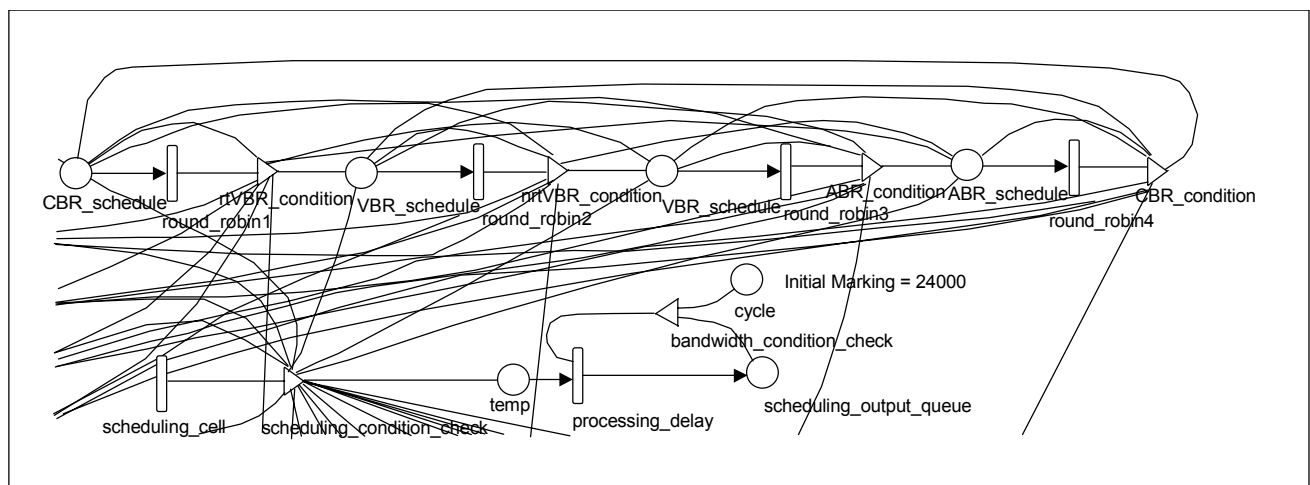 CBR_schedule
round_robin1
rtVBR_condition
VBR_schedule
round_robin2
nrtVBR_condition
VBR_schedule
round_robin3
ABR_condition
ABR_schedule
round_robin4
CBR_condition
Initial Marking = 24000
cycle
bandwidth_condition_check
temp
scheduling_output_queue
processing_delay
scheduling_cell
scheduling_condition_check